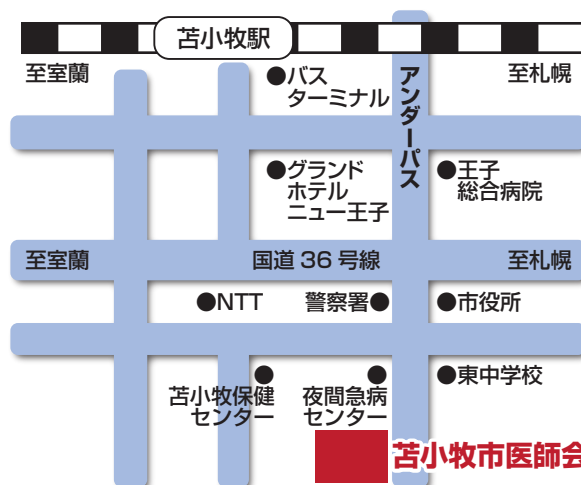 苫小牧駅
至室蘭
至札幌
●バス
ターミナル
アンダーパス
●グランド
ホテル
ニュー王子
●王子
総合病院
至室蘭
国道 36 号線
至札幌
●NTT
警察署●
●市役所
苫小牧保健
センター
夜間急病
センター
●東中学校
苫小牧市医師会